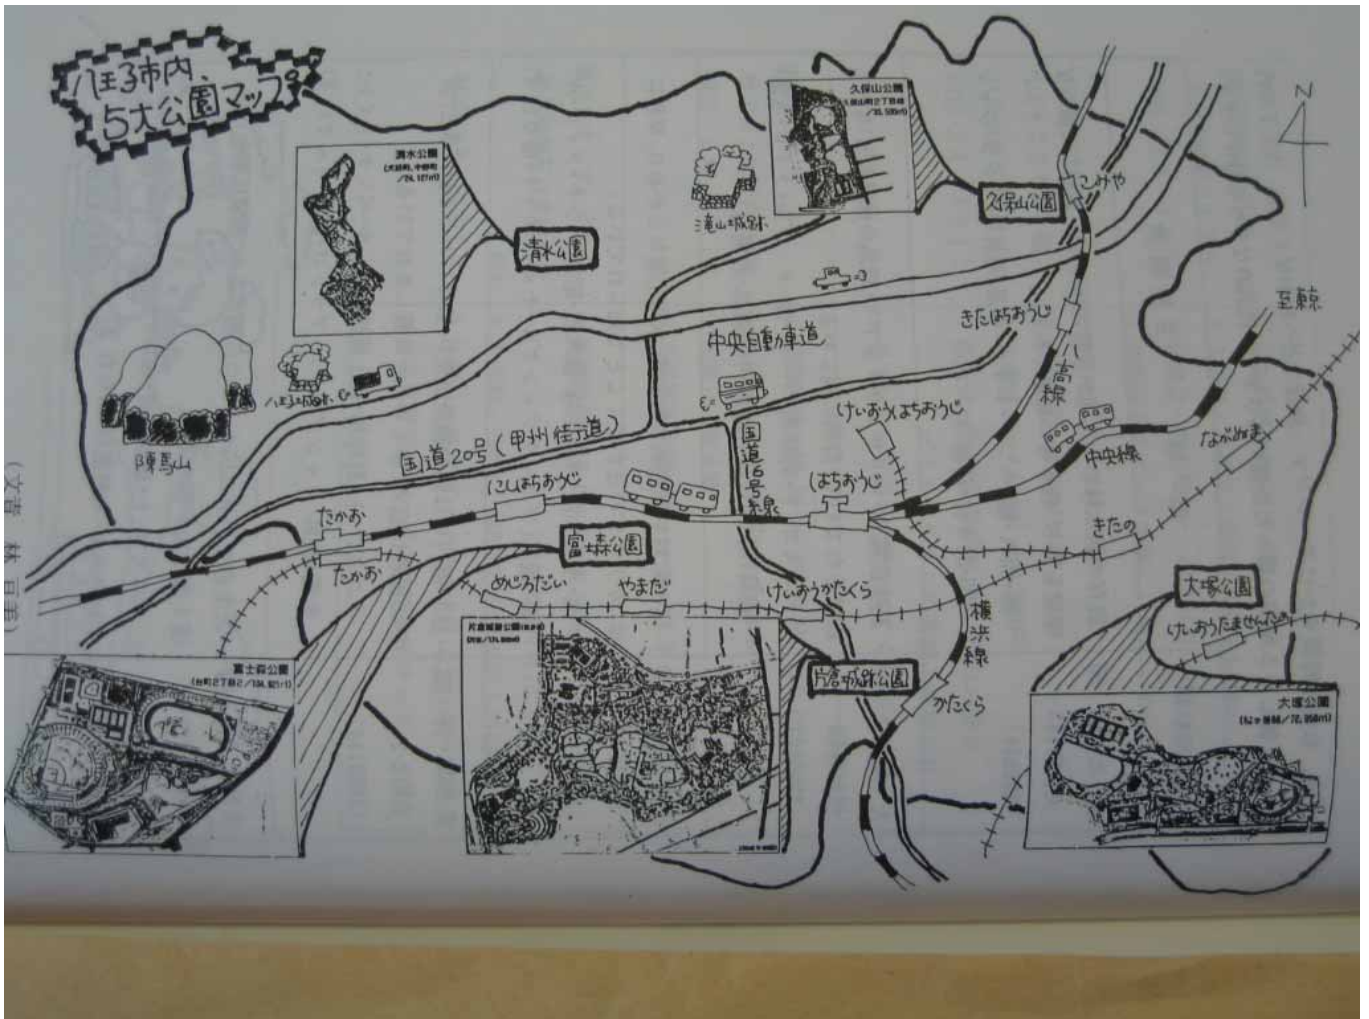 八王子市内、
5大公園マップ
N
清水公園
清水公園
久保山公園
久保山公園
滝山城跡
こみや
至東京
きたはちおうじ
八高線
中央自動車道
陣馬山
八王子城跡
国道20号(甲州街道)
国道16号線
けいおうはちおうじ
中央線
ながぬま
きたの
はちおうじ
にしはちおうじ
たかお
たかお
富士森公園
めじろだい
やまだ
けいおうかたくら
横浜線
大塚公園
片倉城跡公園
かたくら
富士森公園
大塚公園
(文責 林